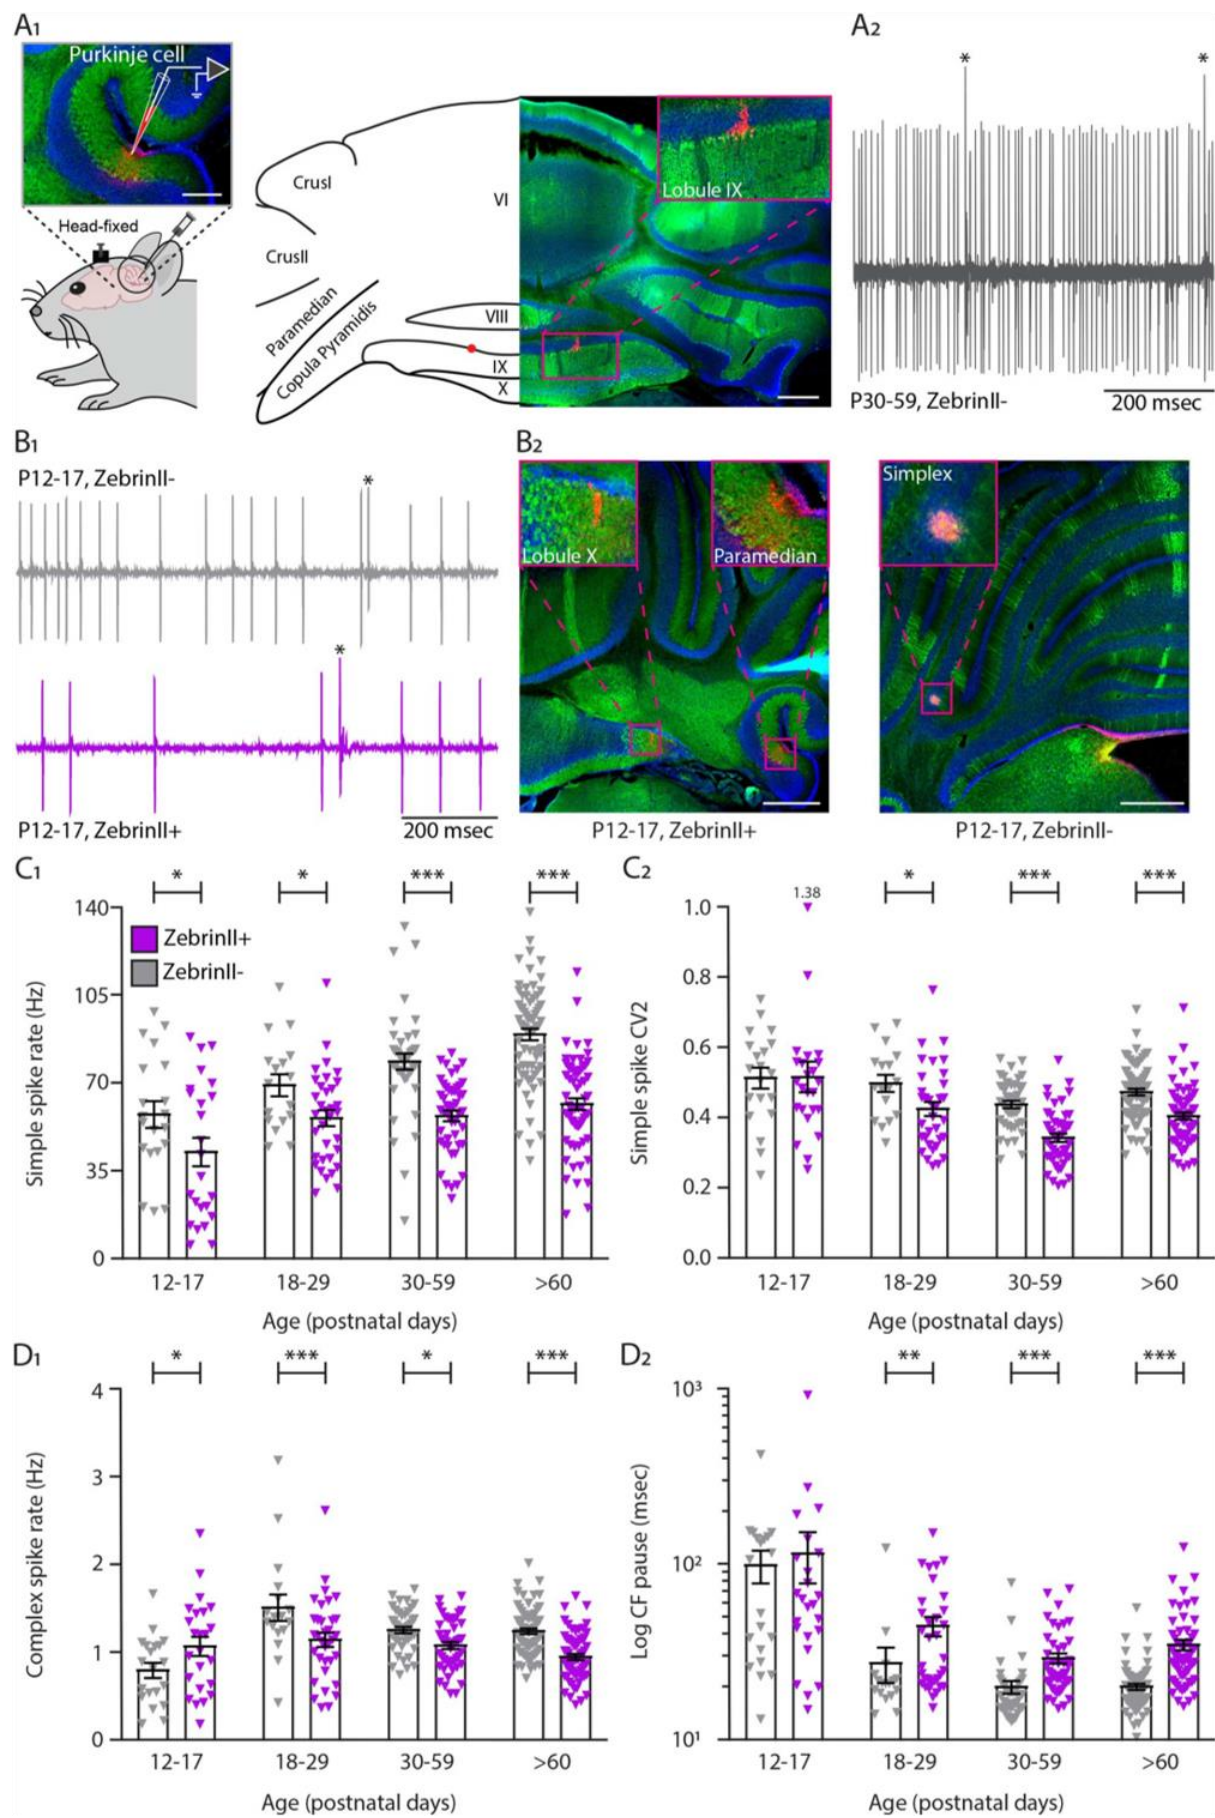 A1
Purkinje cell
Head-fixed
CrusI
CrusII
Paramedian
Copula Pyramidis
VI
VIII
IX
X
Lobule IX
A2
*
*
P30-59, ZebrinII-
200 msec
B1
P12-17, ZebrinII-
*
*
P12-17, ZebrinII+
200 msec
B2
Lobule X
Paramedian
P12-17, ZebrinII+
Simplex
P12-17, ZebrinII-
C1
* * *** ***
140
105
70
35
0
Simple spike rate (Hz)
ZebrinII+
ZebrinII-
12-17 18-29 30-59 >60
Age (postnatal days)
C2
* *** ***
1.38
1.0
0.8
0.6
0.4
0.2
0.0
Simple spike CV2
12-17 18-29 30-59 >60
Age (postnatal days)
D1
* *** * ***
4
3
2
1
0
Complex spike rate (Hz)
12-17 18-29 30-59 >60
Age (postnatal days)
D2
** *** ***
10³
10²
10¹
Log CF pause (msec)
12-17 18-29 30-59 >60
Age (postnatal days)